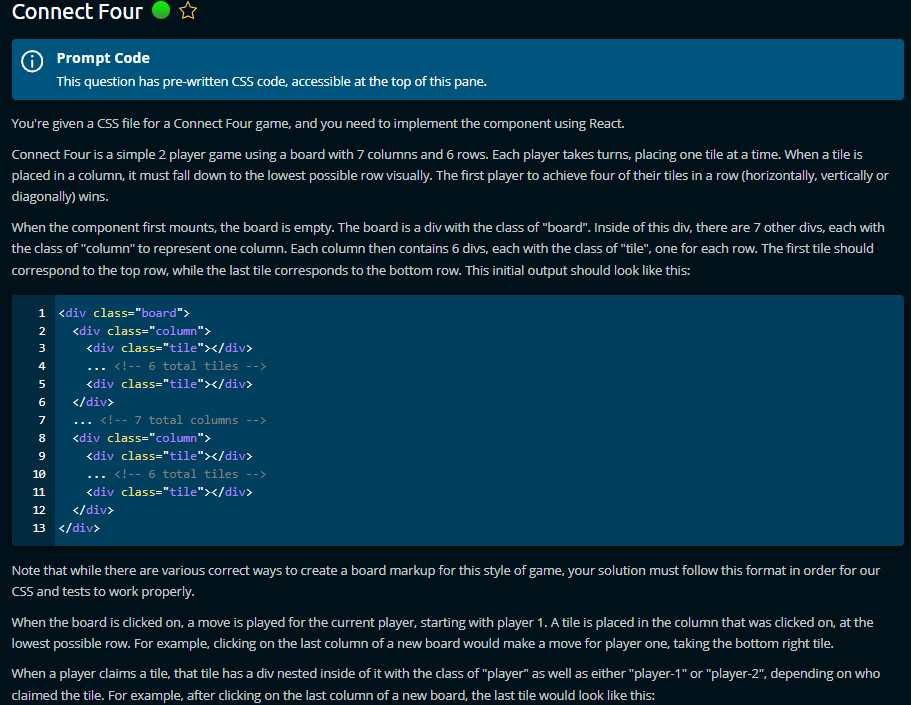 Connect Four
Prompt Code
This question has pre-written CSS code, accessible at the top of this pane.
You're given a CSS file for a Connect Four game, and you need to implement the component using React.
Connect Four is a simple 2 player game using a board with 7 columns and 6 rows. Each player takes turns, placing one tile at a time. When a tile is
placed in a column, it must fall down to the lowest possible row visually. The first player to achieve four of their tiles in a row (horizontally, vertically or
diagonally) wins.
When the component first mounts, the board is empty. The board is a div with the class of "board". Inside of this div, there are 7 other divs, each with
the class of "column" to represent one column. Each column then contains 6 divs, each with the class of "tile", one for each row. The first tile should
correspond to the top row, while the last tile corresponds to the bottom row. This initial output should look like this:
1 <div class="board">
2 <div class="column">
3 <div class="tile"></div>
4 ... <!-- 6 total tiles -->
5 <div class="tile"></div>
6 </div>
7 ... <!-- 7 total columns -->
8 <div class="column">
9 <div class="tile"></div>
10 ... <!-- 6 total tiles -->
11 <div class="tile"></div>
12 </div>
13 </div>
Note that while there are various correct ways to create a board markup for this style of game, your solution must follow this format in order for our
CSS and tests to work properly.
When the board is clicked on, a move is played for the current player, starting with player 1. A tile is placed in the column that was clicked on, at the
lowest possible row. For example, clicking on the last column of a new board would make a move for player one, taking the bottom right tile.
When a player claims a tile, that tile has a div nested inside of it with the class of "player" as well as either "player-1" or "player-2", depending on who
claimed the tile. For example, after clicking on the last column of a new board, the last tile would look like this: